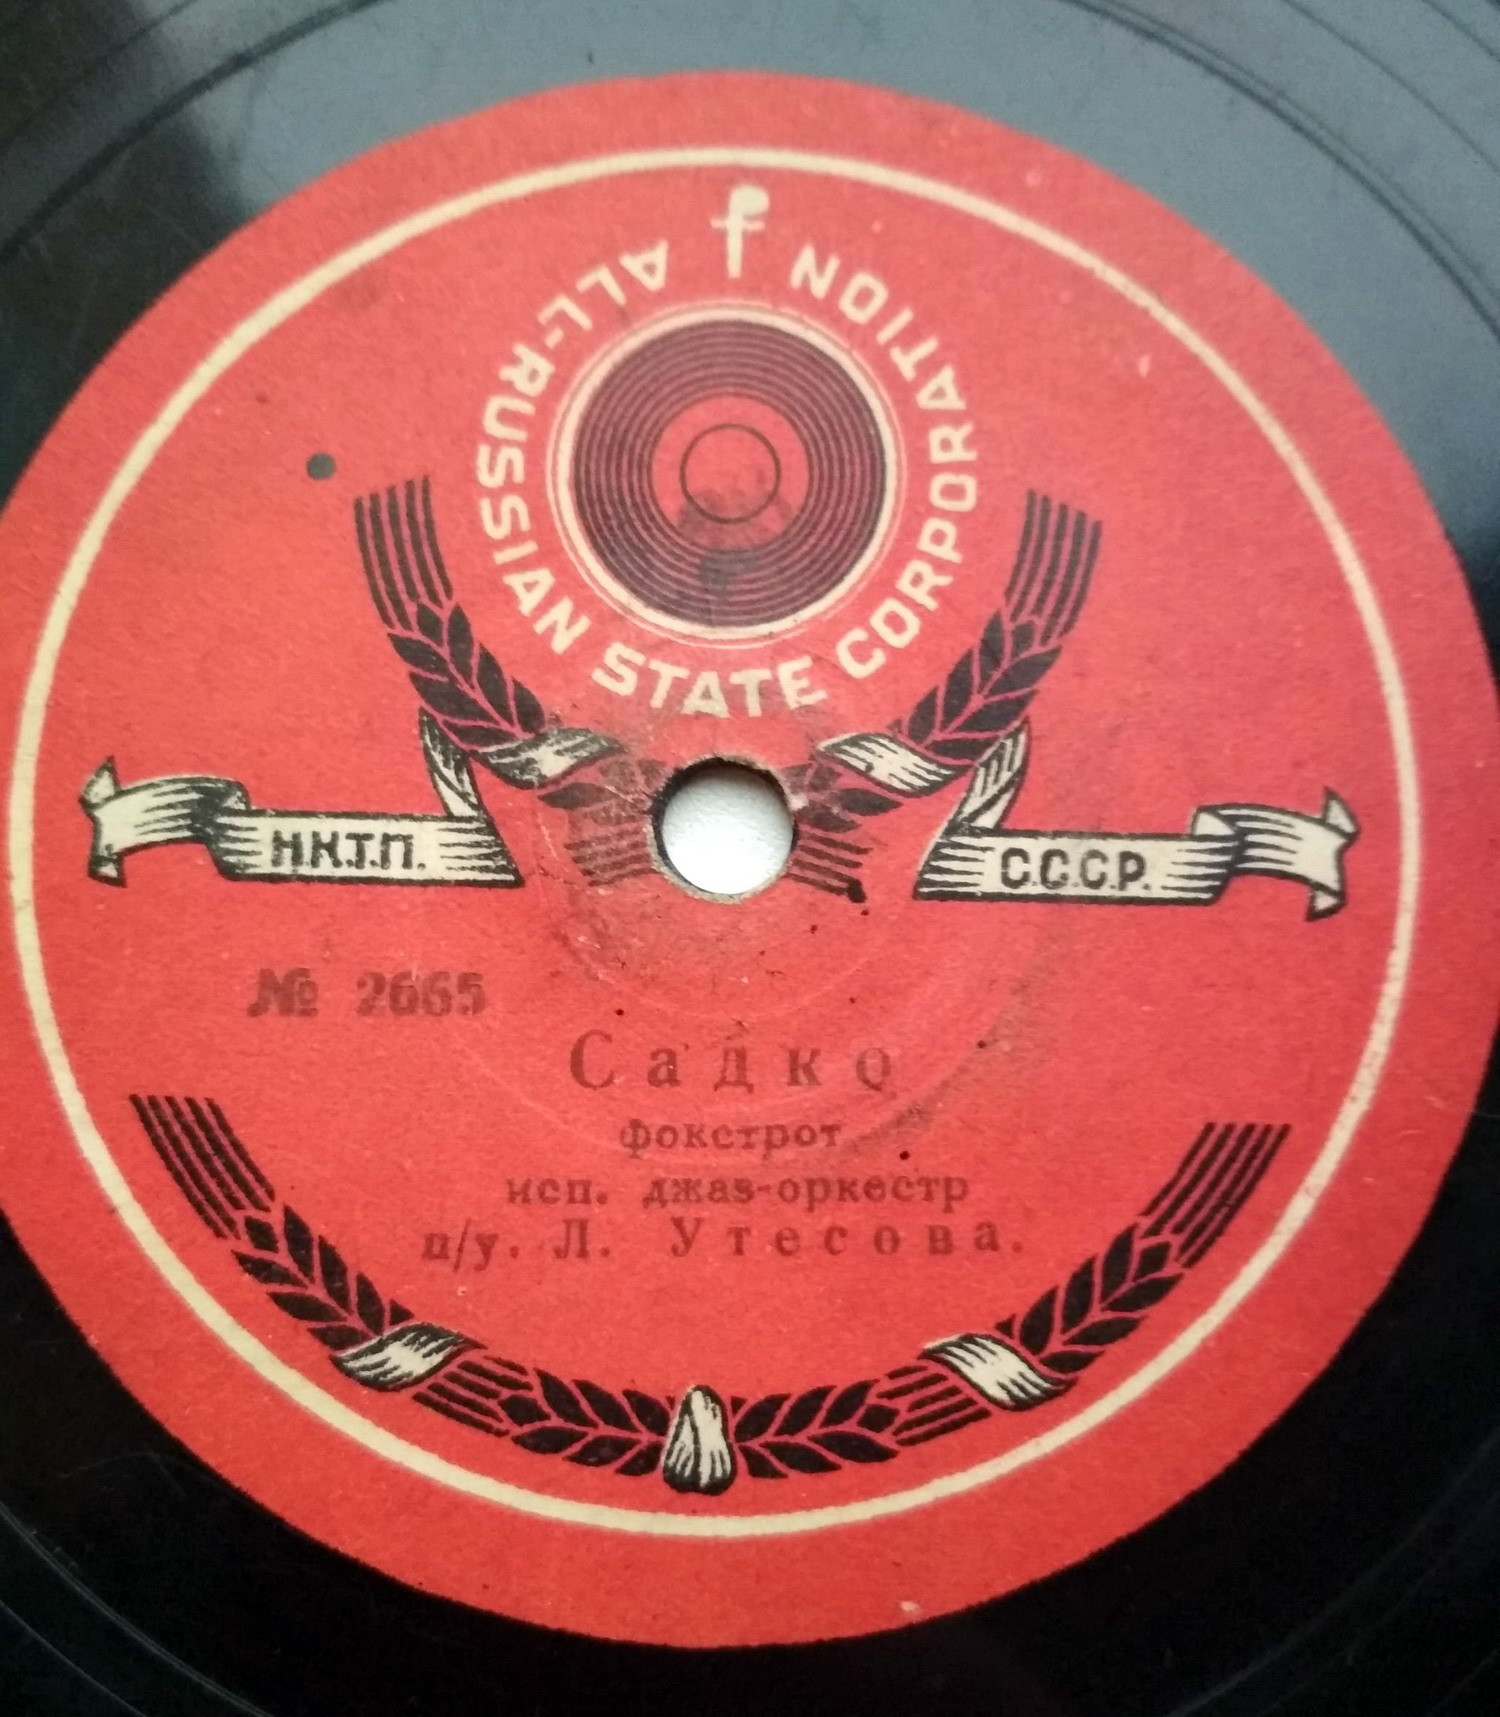 ALL-RUSSIAN STATE CORPORATION
Н.К.Т.П.
С.С.С.Р.
№ 2665
Садко
фокстрот
исп. джаз-оркестр
п/у. Л. Утесова.